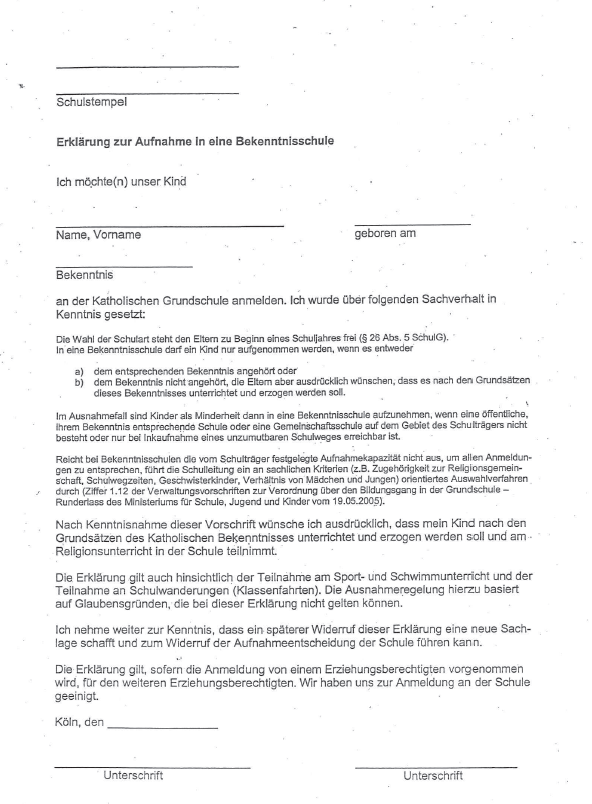 Schulstempel
Erklärung zur Aufnahme in eine Bekenntnisschule
Ich möchte(n) unser Kind
Name, Vorname
geboren am
Bekenntnis
an der Katholischen Grundschule anmelden. Ich wurde über folgenden Sachverhalt in
Kenntnis gesetzt:
Die Wahl der Schulart steht den Eltern zu Beginn eines Schuljahres frei (§ 26 Abs. 5 SchulG).
In eine Bekenntnisschule darf ein Kind nur aufgenommen werden, wenn es entweder
a) dem entsprechenden Bekenntnis angehört oder
b) dem Bekenntnis nicht angehört, die Eltern aber ausdrücklich wünschen, dass es nach den Grundsätzen
dieses Bekenntnisses unterrichtet und erzogen werden soll.
Im Ausnahmefall sind Kinder als Minderheit dann in eine Bekenntnisschule aufzunehmen, wenn eine öffentliche,
ihrem Bekenntnis entsprechende Schule oder eine Gemeinschaftsschule auf dem Gebiet des Schulträgers nicht
besteht oder nur bei Inkaufnahme eines unzumutbaren Schulweges erreichbar ist.
Reicht bei Bekenntnisschulen die vom Schulträger festgelegte Aufnahmekapazität nicht aus, um allen Anmeldun-
gen zu entsprechen, führt die Schulleitung ein an sachlichen Kriterien (z.B. Zugehörigkeit zur Religionsgemein-
schaft, Schulwegzeiten, Geschwisterkinder, Verhältnis von Mädchen und Jungen) orientiertes Auswahlverfahren
durch (Ziffer 1.12 der Verwaltungsvorschriften zur Verordnung über den Bildungsgang in der Grundschule –
Runderlass des Ministeriums für Schule, Jugend und Kinder vom 19.05.2005).
Nach Kenntnisnahme dieser Vorschrift wünsche ich ausdrücklich, dass mein Kind nach den
Grundsätzen des Katholischen Bekenntnisses unterrichtet und erzogen werden soll und am
Religionsunterricht in der Schule teilnimmt.
Die Erklärung gilt auch hinsichtlich der Teilnahme am Sport- und Schwimmunterricht und der
Teilnahme an Schulwanderungen (Klassenfahrten). Die Ausnahmeregelung hierzu basiert
auf Glaubensgründen, die bei dieser Erklärung nicht gelten können.
Ich nehme weiter zur Kenntnis, dass ein späterer Widerruf dieser Erklärung eine neue Sach-
lage schafft und zum Widerruf der Aufnahmeentscheidung der Schule führen kann.
Die Erklärung gilt, sofern die Anmeldung von einem Erziehungsberechtigten vorgenommen
wird, für den weiteren Erziehungsberechtigten. Wir haben uns zur Anmeldung an der Schule
geeinigt.
Köln, den
Unterschrift
Unterschrift